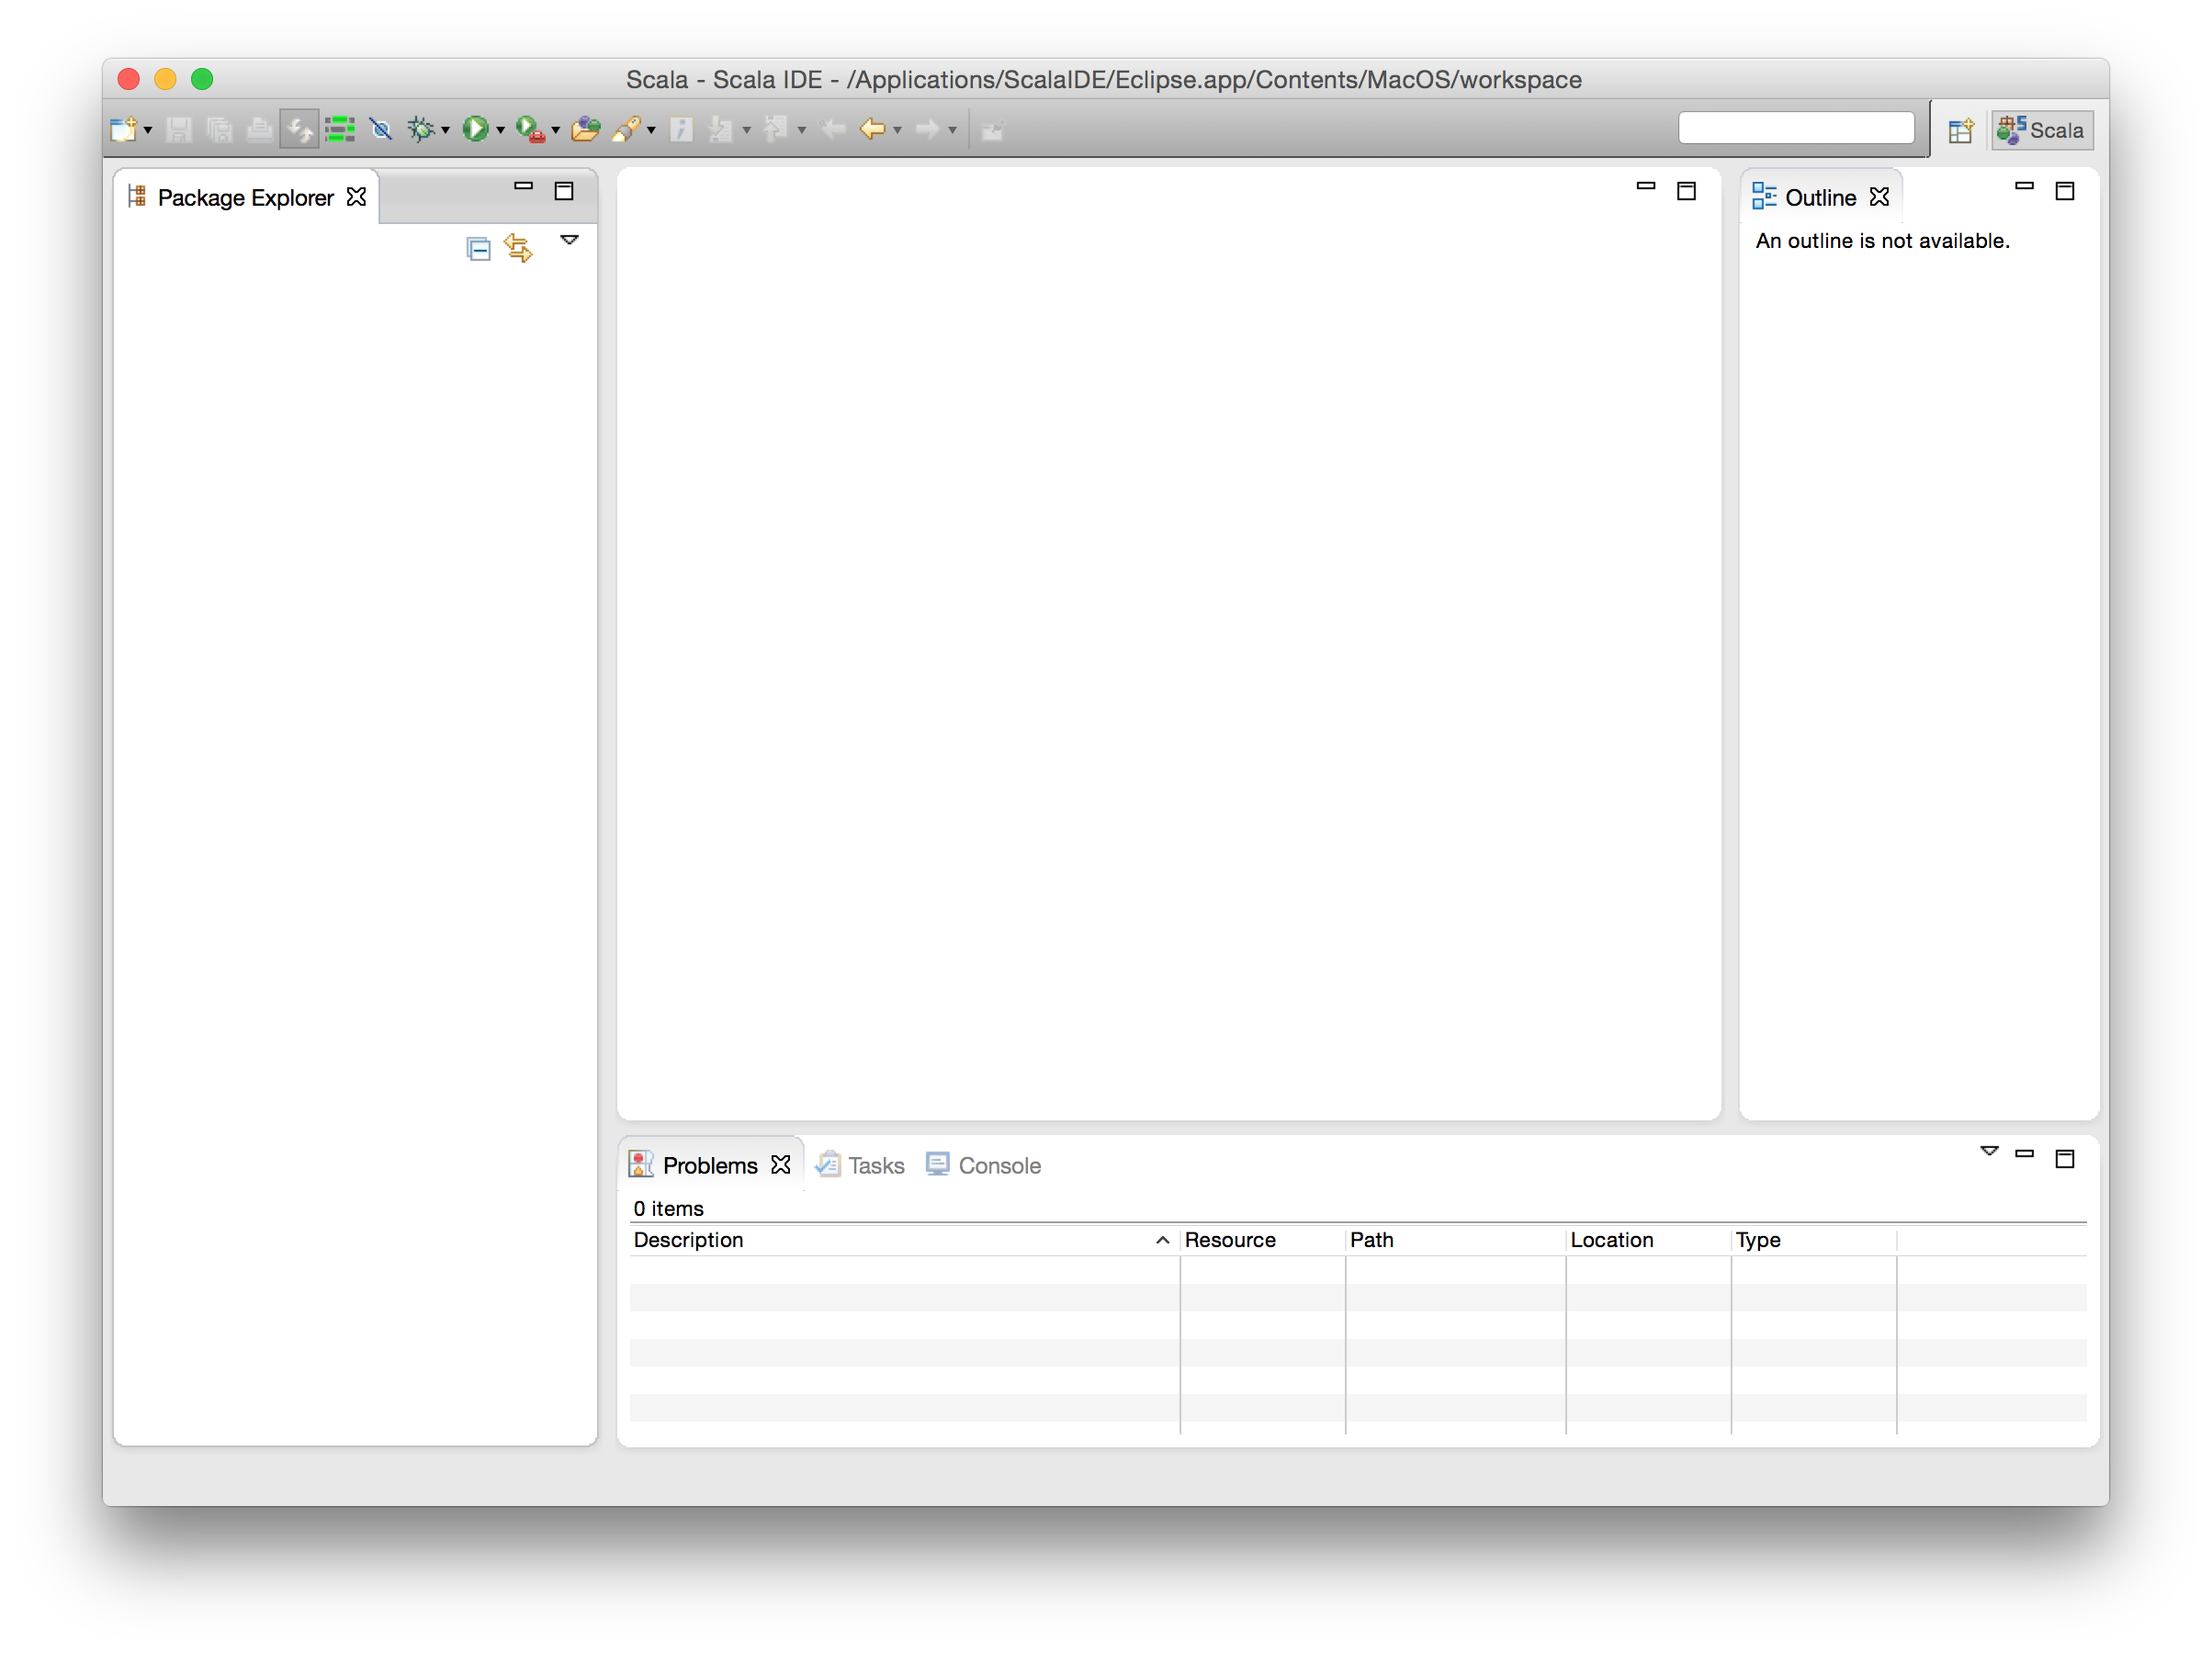 Scala - Scala IDE - /Applications/ScalaIDE/Eclipse.app/Contents/MacOS/workspace
Scala
Package Explorer
Outline
An outline is not available.
Problems Tasks Console
0 items
Description Resource Path Location Type